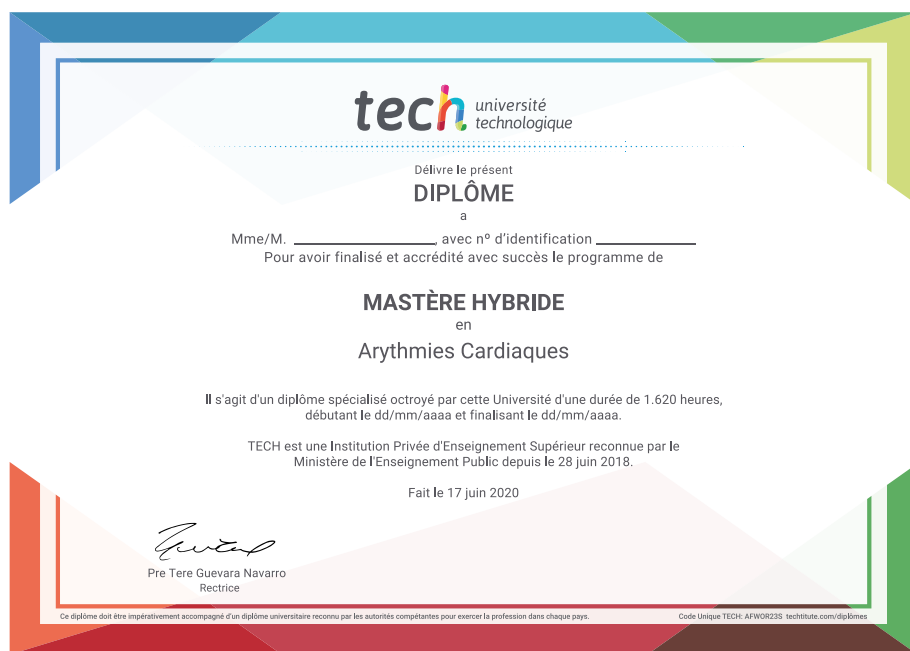 tech université
technologique
Délivre le présent
DIPLÔME
a
Mme/M. ____________________, avec nº d'identification ______________
Pour avoir finalisé et accrédité avec succès le programme de
MASTÈRE HYBRIDE
en
Arythmies Cardiaques
Il s'agit d'un diplôme spécialisé octroyé par cette Université d'une durée de 1.620 heures,
débutant le dd/mm/aaaa et finalisant le dd/mm/aaaa.
TECH est une Institution Privée d'Enseignement Supérieur reconnue par le
Ministère de l'Enseignement Public depuis le 28 juin 2018.
Fait le 17 juin 2020
Pre Tere Guevara Navarro
Rectrice
Ce diplôme doit être impérativement accompagné d'un diplôme universitaire reconnu par les autorités compétantes pour exercer la profession dans chaque pays.
Code Unique TECH: AFWOR23S techtitute.com/diplômes